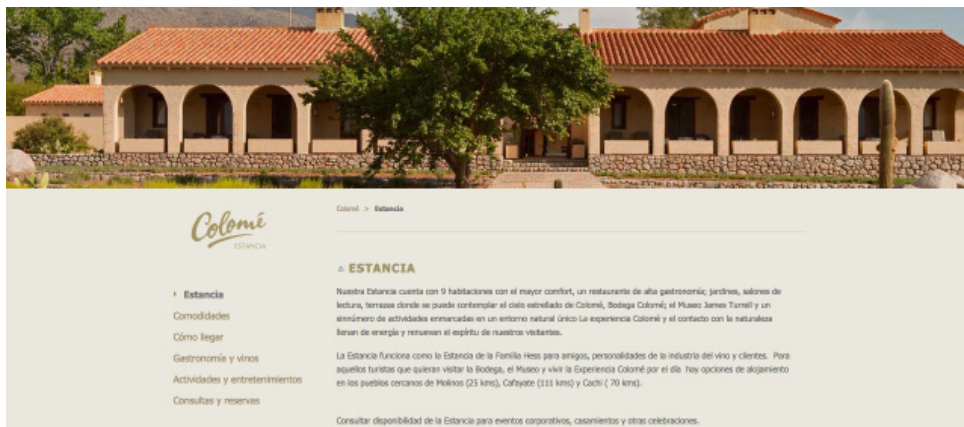 Colomé
ESTANCIA
Colomé > Estancia
ESTANCIA
Nuestra Estancia cuenta con 9 habitaciones con el mayor comfort, un restaurante de alta gastronomía; jardines, salones de
lectura, terrazas donde se puede contemplar el cielo estrellado de Colomé, Bodega Colomé; el Museo James Turrell y un
sinnúmero de actividades enmarcadas en un entorno natural único La experiencia Colomé y el contacto con la naturaleza
llenan de energía y renuevan el espíritu de nuestros visitantes.
La Estancia funciona como la Estancia de la Familia Hess para amigos, personalidades de la industria del vino y clientes. Para
aquellos turistas que quieran visitar la Bodega, el Museo y vivir la Experiencia Colomé por el día hay opciones de alojamiento
en los pueblos cercanos de Molinos (25 kms), Cafayate (111 kms) y Cachi ( 70 kms).
Consultar disponibilidad de la Estancia para eventos corporativos, casamientos y otras celebraciones.
Estancia
Comodidades
Cómo llegar
Gastronomía y vinos
Actividades y entretenimientos
Consultas y reservas